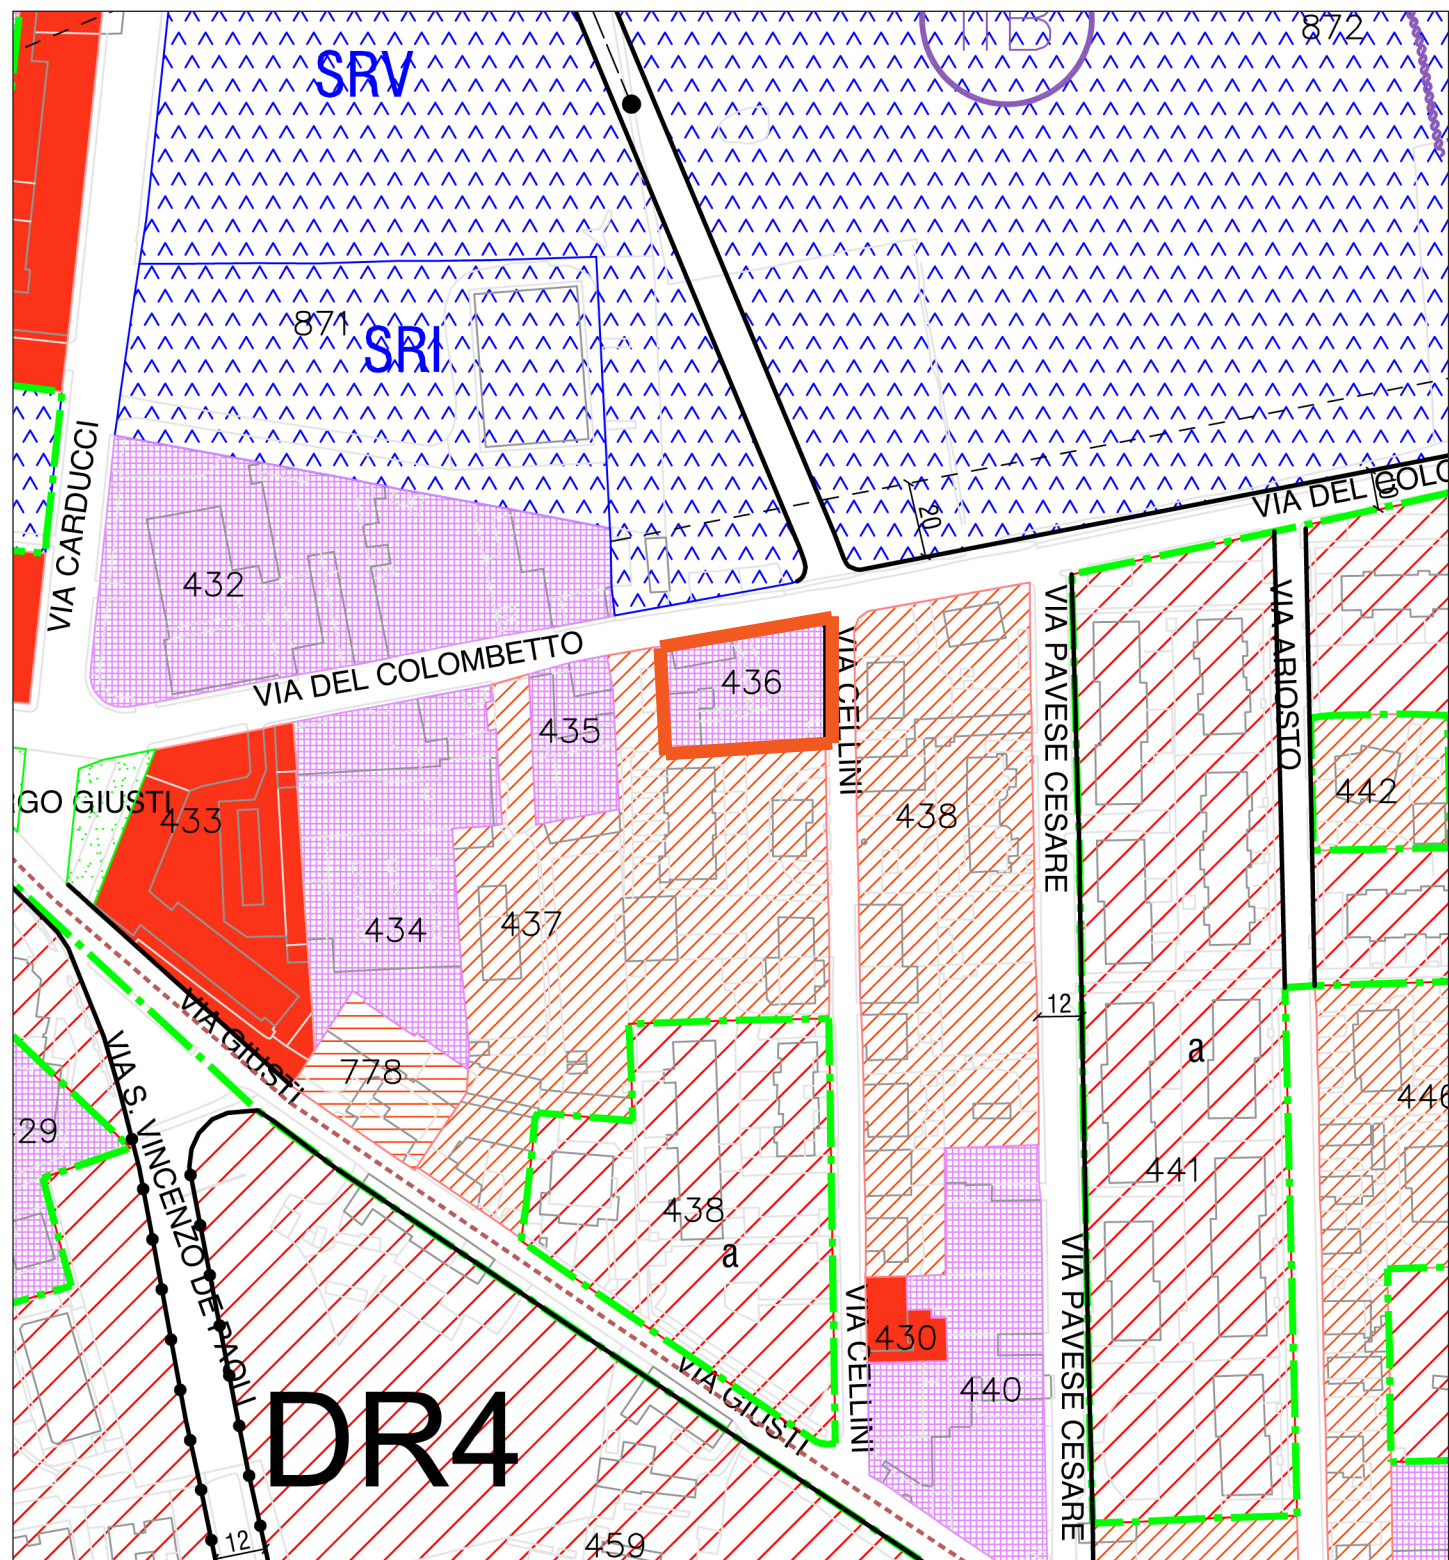 HB
872
SRV
871
SRI
20
VIA DEL COLO
10
VIA CARDUCCI
432
VIA DEL COLOMBETTO
436
435
VIA CELLINI
VIA PAVESE CESARE
VIA ARIOSTO
GO GIUSTI
433
438
442
434
437
12
VIA GIUSTI
a
778
446
VIA S. VINCENZO DE' PAOLI
29
441
438
a
VIA CELLINI
430
VIA PAVESE CESARE
440
VIA GIUSTI
DR4
12
459